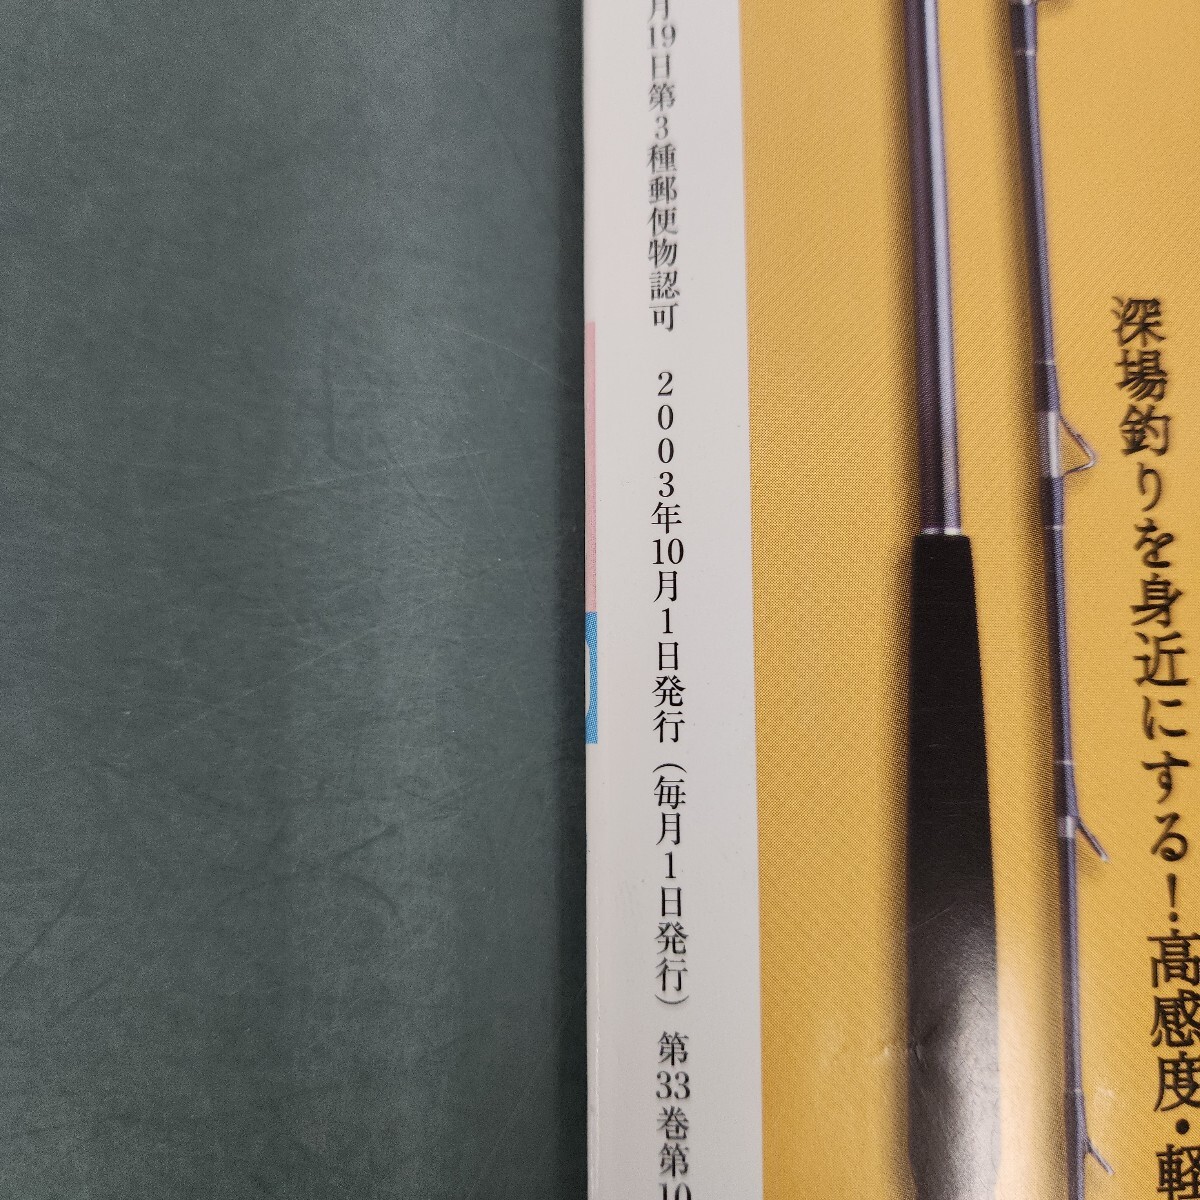 深場釣りを身近にする！高感度・軽
月19日第3種郵便物認可 2003年10月1日発行（毎月1日発行）第33巻第10